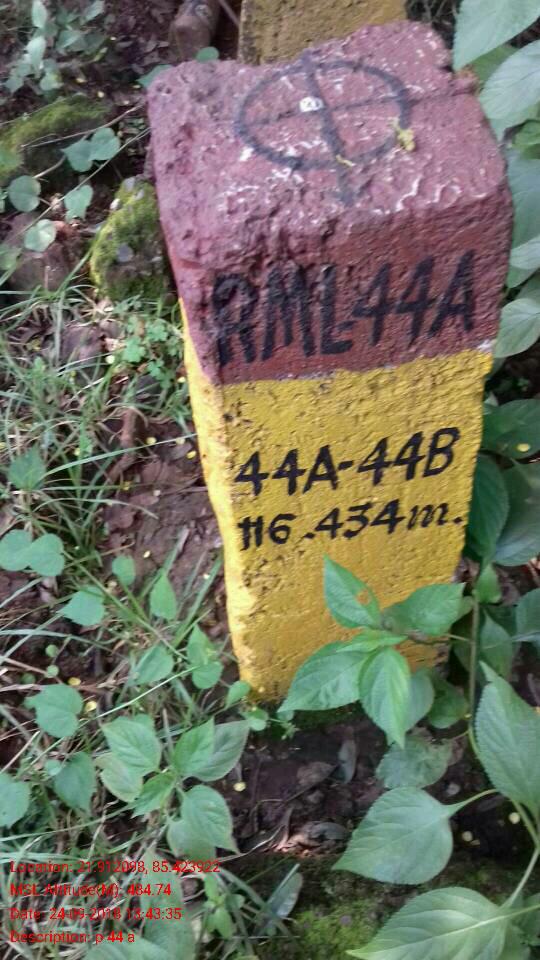 RML-44A
44A-44B
116.434m.
Location: 21.912098, 85.423922
MSL Altitude(M): 484.74
Date: 24-09-2018 13:43:35
Description: p 44 a